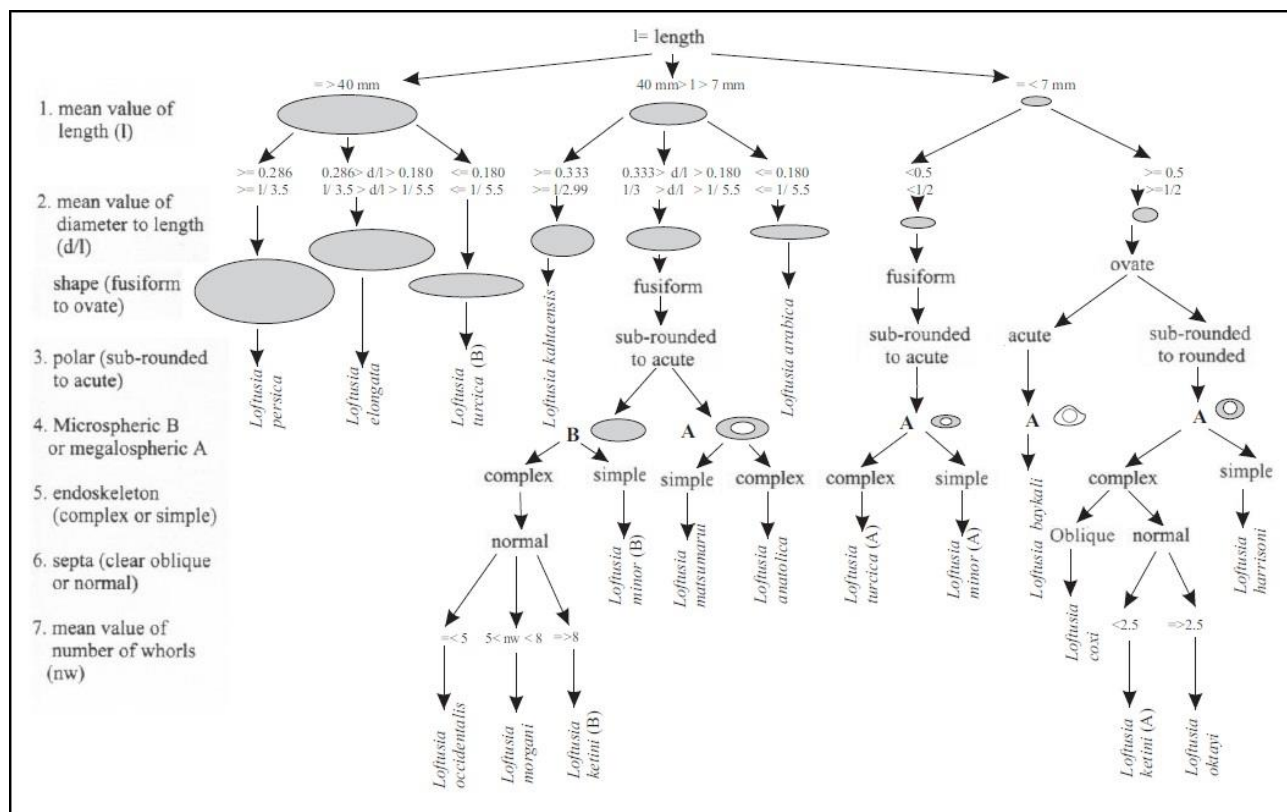 l= length
= > 40 mm
40 mm> l > 7 mm
= < 7 mm
1. mean value of
length (l)
>= 0.286
>= l/ 3.5
0.286> d/l > 0.180
l/ 3.5 > d/l > 1/ 5.5
<= 0.180
<= l/ 5.5
>= 0.333
>= l/2.99
0.333> d/l > 0.180
l/3 > d/l > 1/ 5.5
<= 0.180
<= l/ 5.5
<0.5
<1/2
>= 0.5
>=1/2
2. mean value of
diameter to length
(d/l)
shape (fusiform
to ovate)
fusiform
fusiform
ovate
3. polar (sub-rounded
to acute)
sub-rounded
to acute
sub-rounded
to acute
acute
sub-rounded
to rounded
Loftusia
persica
Loftusia
elongata
Loftusia
turcica (B)
Loftusia kahtaensis
Loftusia arabica
4. Microspheric B
or megalospheric A
B
A
A
A
A
5. endoskeleton
(complex or simple)
complex
simple
simple
complex
complex
simple
complex
simple
6. septa (clear oblique
or normal)
normal
Oblique
normal
Loftusia
minor (B)
Loftusia
matsumarui
Loftusia
anatolica
Loftusia
turcica (A)
Loftusia
minor (A)
Loftusia baykali
Loftusia
coxi
Loftusia
harrisoni
7. mean value of
number of whorls
(nw)
=< 5
5< nw < 8
=>8
<2.5
=>2.5
Loftusia
occidentalis
Loftusia
morgani
Loftusia
ketini (B)
Loftusia
ketini (A)
Loftusia
oktayi